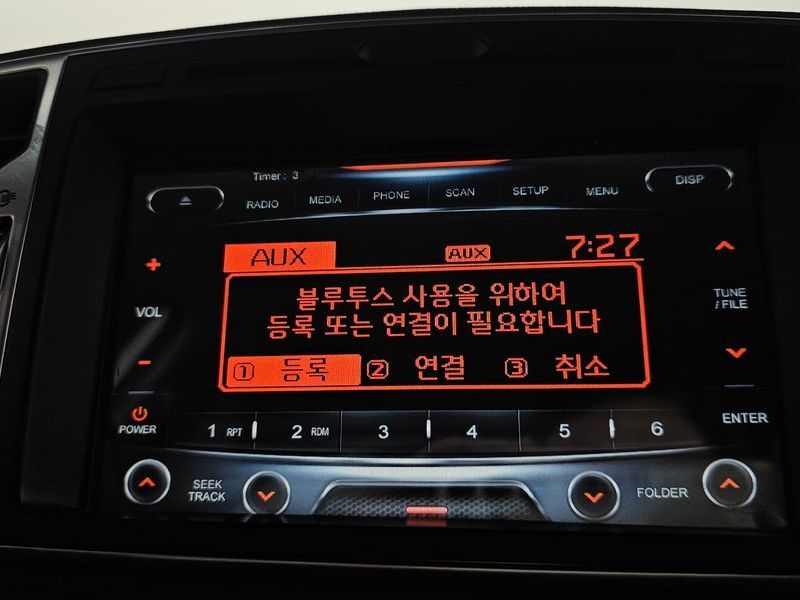 Timer : 3
RADIO MEDIA PHONE SCAN SETUP MENU DISP
AUX AUX 7:27
블루투스 사용을 위하여
등록 또는 연결이 필요합니다
① 등록 ② 연결 ③ 취소
+
VOL
-
POWER
TUNE
/ FILE
ENTER
1 RPT 2 RDM 3 4 5 6
SEEK
TRACK
FOLDER